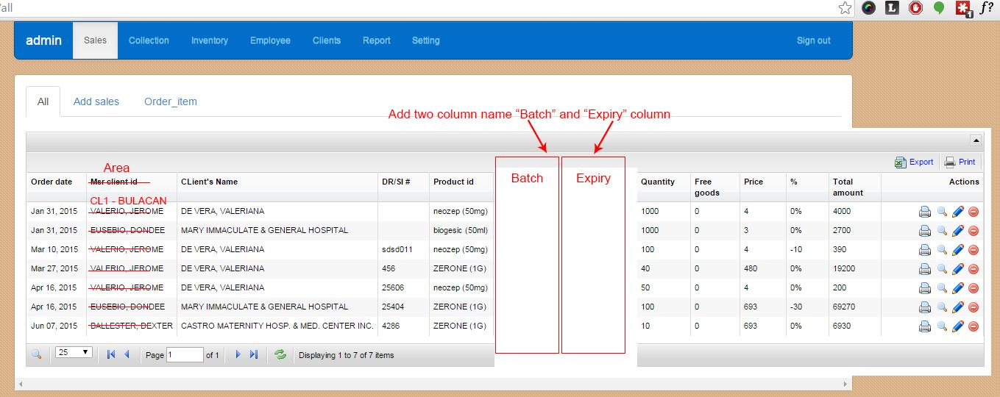 /all
L
1
f?
admin Sales Collection Inventory Employee Clients Report Setting Sign out
All Add sales Order_item
Add two column name “Batch” and “Expiry” column
Export Print
Area
Order date Msr client id CLient's Name DR/SI # Product id Batch Expiry Quantity Free goods Price % Total amount Actions
CL1 - BULACAN
Jan 31, 2015 VALERIO, JEROME DE VERA, VALERIANA neozep (50mg) 1000 0 4 0% 4000
Jan 31, 2015 EUSEBIO, DONDEE MARY IMMACULATE & GENERAL HOSPITAL biogesic (50ml) 1000 0 3 0% 2700
Mar 10, 2015 VALERIO, JEROME DE VERA, VALERIANA sdsd011 neozep (50mg) 100 0 4 -10 390
Mar 27, 2015 VALERIO, JEROME DE VERA, VALERIANA 456 ZERONE (1G) 40 0 480 0% 19200
Apr 16, 2015 VALERIO, JEROME DE VERA, VALERIANA 25606 neozep (50mg) 50 0 4 0% 200
Apr 16, 2015 EUSEBIO, DONDEE MARY IMMACULATE & GENERAL HOSPITAL 25404 ZERONE (1G) 100 0 693 -30 69270
Jun 07, 2015 BALLESTER, DEXTER CASTRO MATERNITY HOSP. & MED. CENTER INC. 4286 ZERONE (1G) 10 0 693 0% 6930
25 Page 1 of 1 Displaying 1 to 7 of 7 items